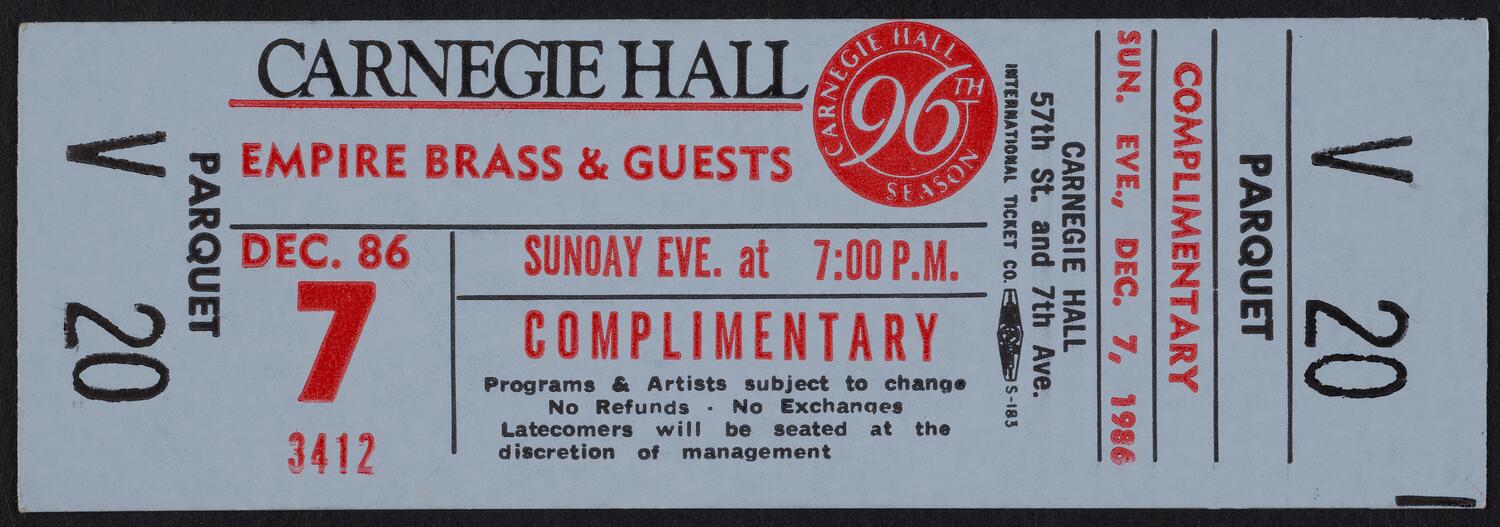 V 20
PARQUET
CARNEGIE HALL
EMPIRE BRASS & GUESTS
CARNEGIE HALL
96TH
SEASON
DEC. 86
7
3412
SUNOAY EVE. at 7:00 P.M.
COMPLIMENTARY
Programs & Artists subject to change
No Refunds - No Exchanges
Latecomers will be seated at the
discretion of management
CARNEGIE HALL
57th St. and 7th Ave.
INTERNATIONAL TICKET CO. S-183
V 20
PARQUET
COMPLIMENTARY
SUN. EVE., DEC. 7, 1986